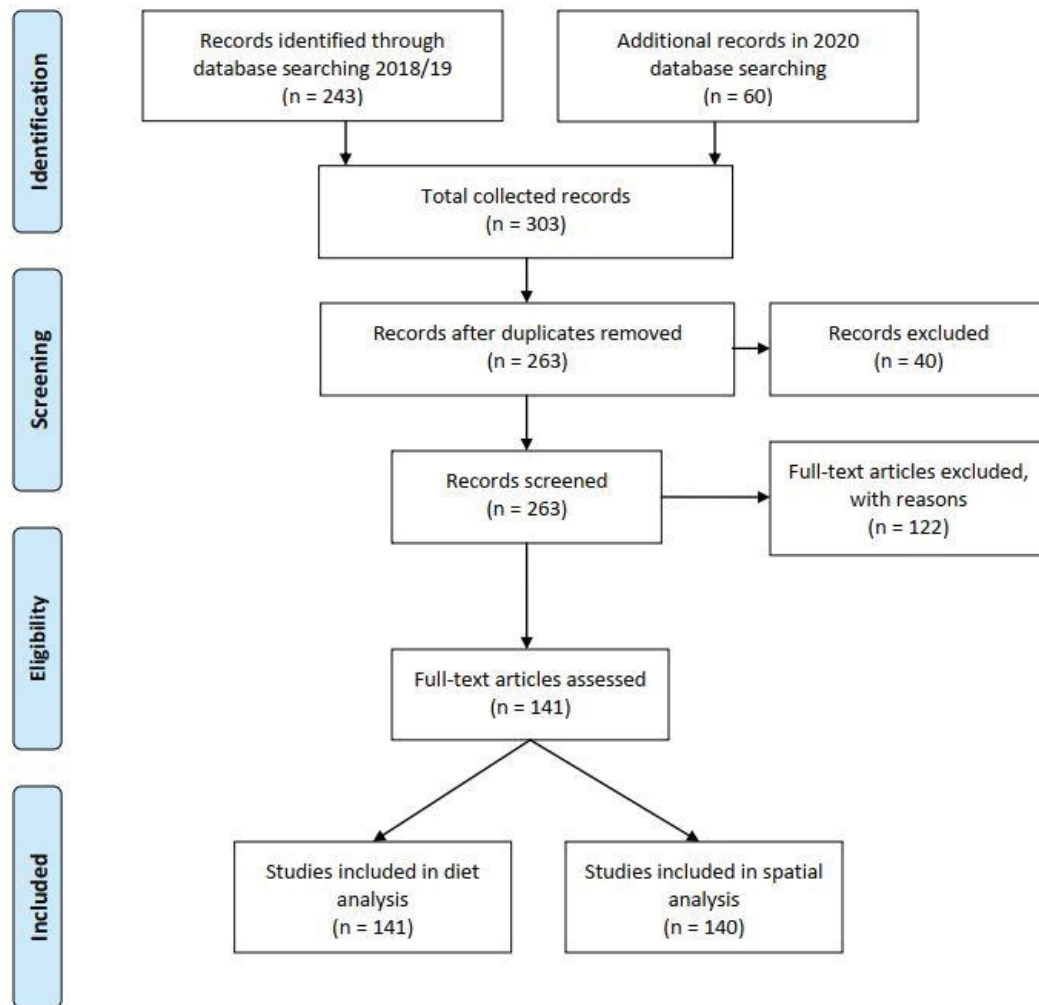 Identification
Records identified through
database searching 2018/19
(n = 243)
Additional records in 2020
database searching
(n = 60)
Total collected records
(n = 303)
Screening
Records after duplicates removed
(n = 263)
Records excluded
(n = 40)
Records screened
(n = 263)
Full-text articles excluded,
with reasons
(n = 122)
Eligibility
Full-text articles assessed
(n = 141)
Included
Studies included in diet
analysis
(n = 141)
Studies included in spatial
analysis
(n = 140)